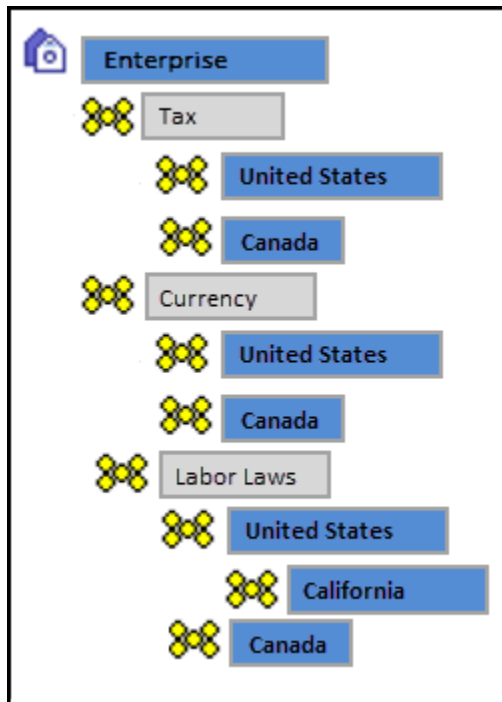 Enterprise
Tax
United States
Canada
Currency
United States
Canada
Labor Laws
United States
California
Canada